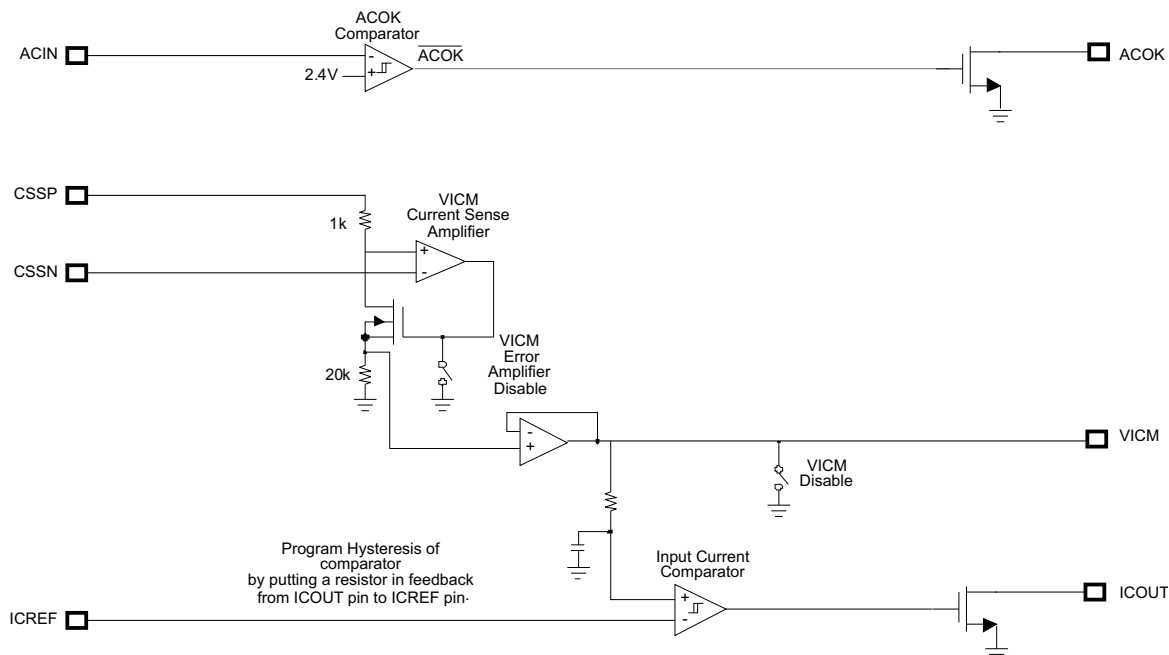 ACOK
Comparator
ACIN
ACOK
ACOK
-
+
2.4V
CSSP
1k
VICM
Current Sense
Amplifier
+
-
CSSN
VICM
Error
Amplifier
Disable
20k
-
+
VICM
VICM
Disable
Program Hysteresis of
comparator
by putting a resistor in feedback
from ICOUT pin to ICREF pin.
Input Current
Comparator
+
-
ICOUT
ICREF